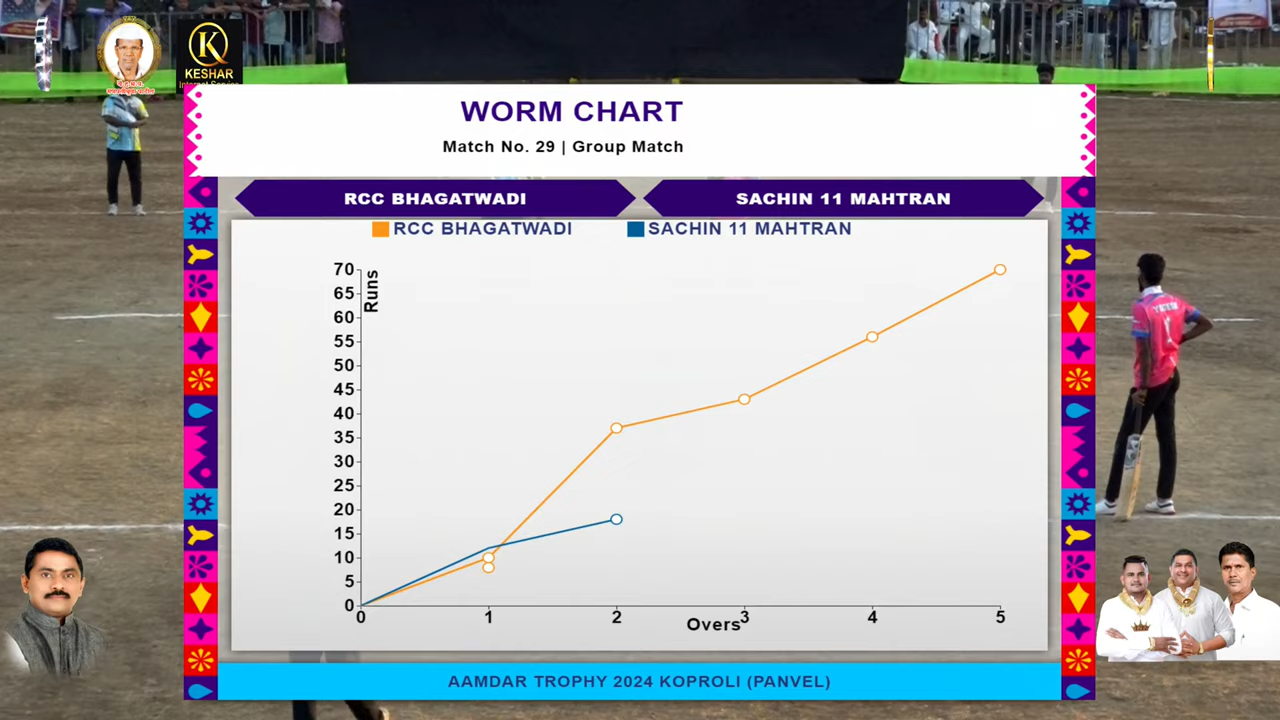 KESHAR
WORM CHART
Match No. 29 | Group Match
RCC BHAGATWADI
SACHIN 11 MAHTRAN
RCC BHAGATWADI
SACHIN 11 MAHTRAN
Runs
70
65
60
55
50
45
40
35
30
25
20
15
10
5
0
0 1 2 3 4 5
Overs
AAMDAR TROPHY 2024 KOPROLI (PANVEL)